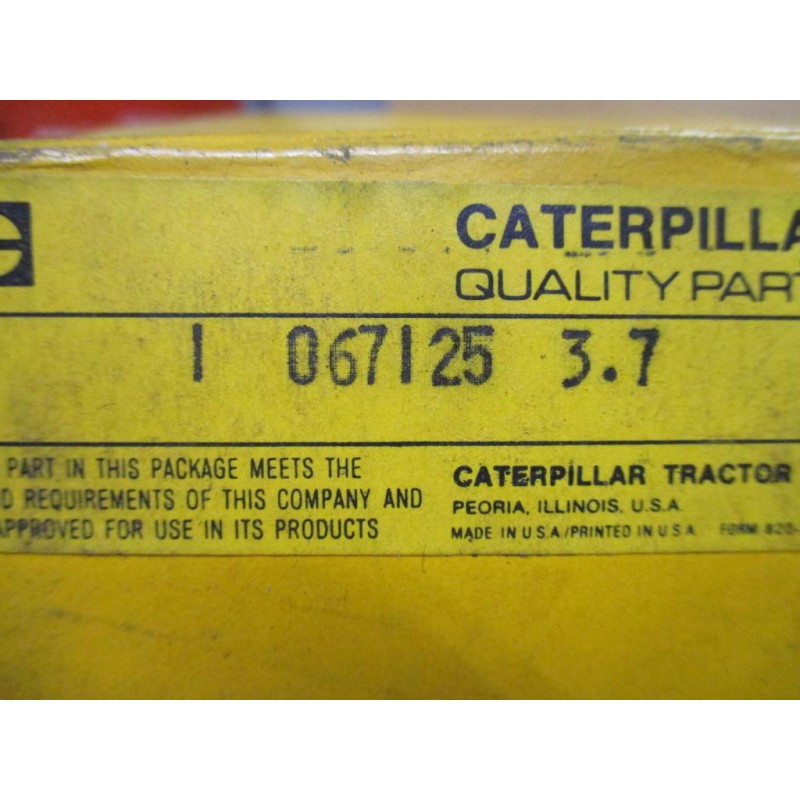 CATERPILLA
QUALITY PART
1 067125 3.7
PART IN THIS PACKAGE MEETS THE
D REQUIREMENTS OF THIS COMPANY AND
APPROVED FOR USE IN ITS PRODUCTS
CATERPILLAR TRACTOR
PEORIA, ILLINOIS, U.S.A.
MADE IN U.S.A./PRINTED IN U.S.A. FORM 820-